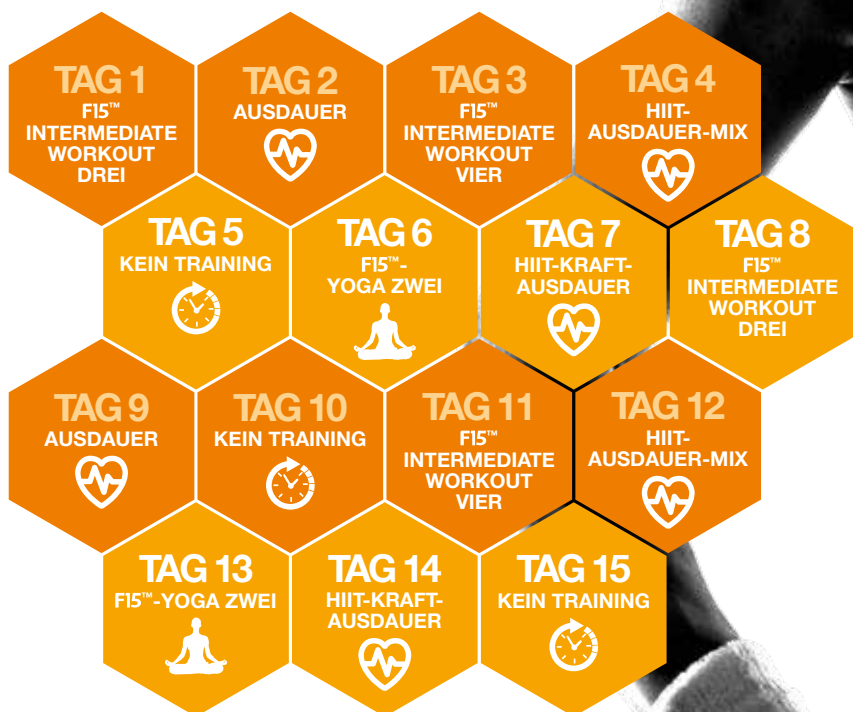 TAG 1
F15™
INTERMEDIATE
WORKOUT
DREI
TAG 2
AUSDAUER
TAG 3
F15™
INTERMEDIATE
WORKOUT
VIER
TAG 4
HIIT-
AUSDAUER-MIX
TAG 5
KEIN TRAINING
TAG 6
F15™-
YOGA ZWEI
TAG 7
HIIT-KRAFT-
AUSDAUER
TAG 8
F15™
INTERMEDIATE
WORKOUT
DREI
TAG 9
AUSDAUER
TAG 10
KEIN TRAINING
TAG 11
F15™
INTERMEDIATE
WORKOUT
VIER
TAG 12
HIIT-
AUSDAUER-MIX
TAG 13
F15™-YOGA ZWEI
TAG 14
HIIT-KRAFT-
AUSDAUER
TAG 15
KEIN TRAINING